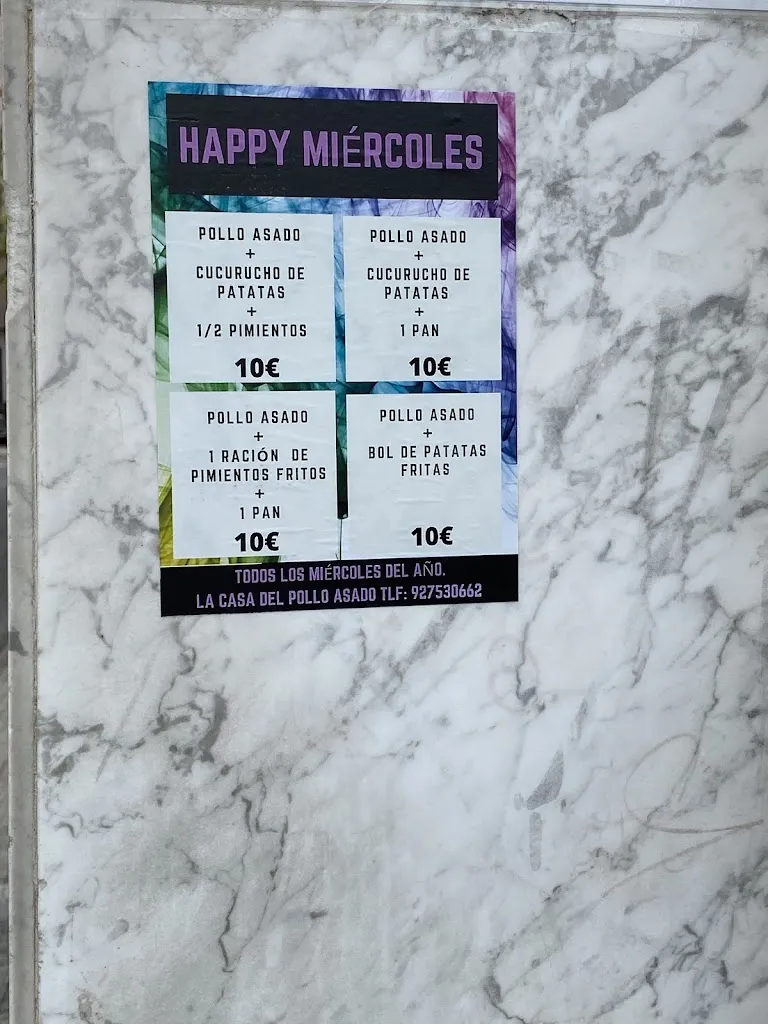 HAPPY MIÉRCOLES
POLLO ASADO
+
CUCURUCHO DE
PATATAS
+
1/2 PIMIENTOS
10€
POLLO ASADO
+
CUCURUCHO DE
PATATAS
+
1 PAN
10€
POLLO ASADO
+
1 RACIÓN DE
PIMIENTOS FRITOS
+
1 PAN
10€
POLLO ASADO
+
BOL DE PATATAS
FRITAS
10€
TODOS LOS MIÉRCOLES DEL AÑO.
LA CASA DEL POLLO ASADO TLF: 927530662